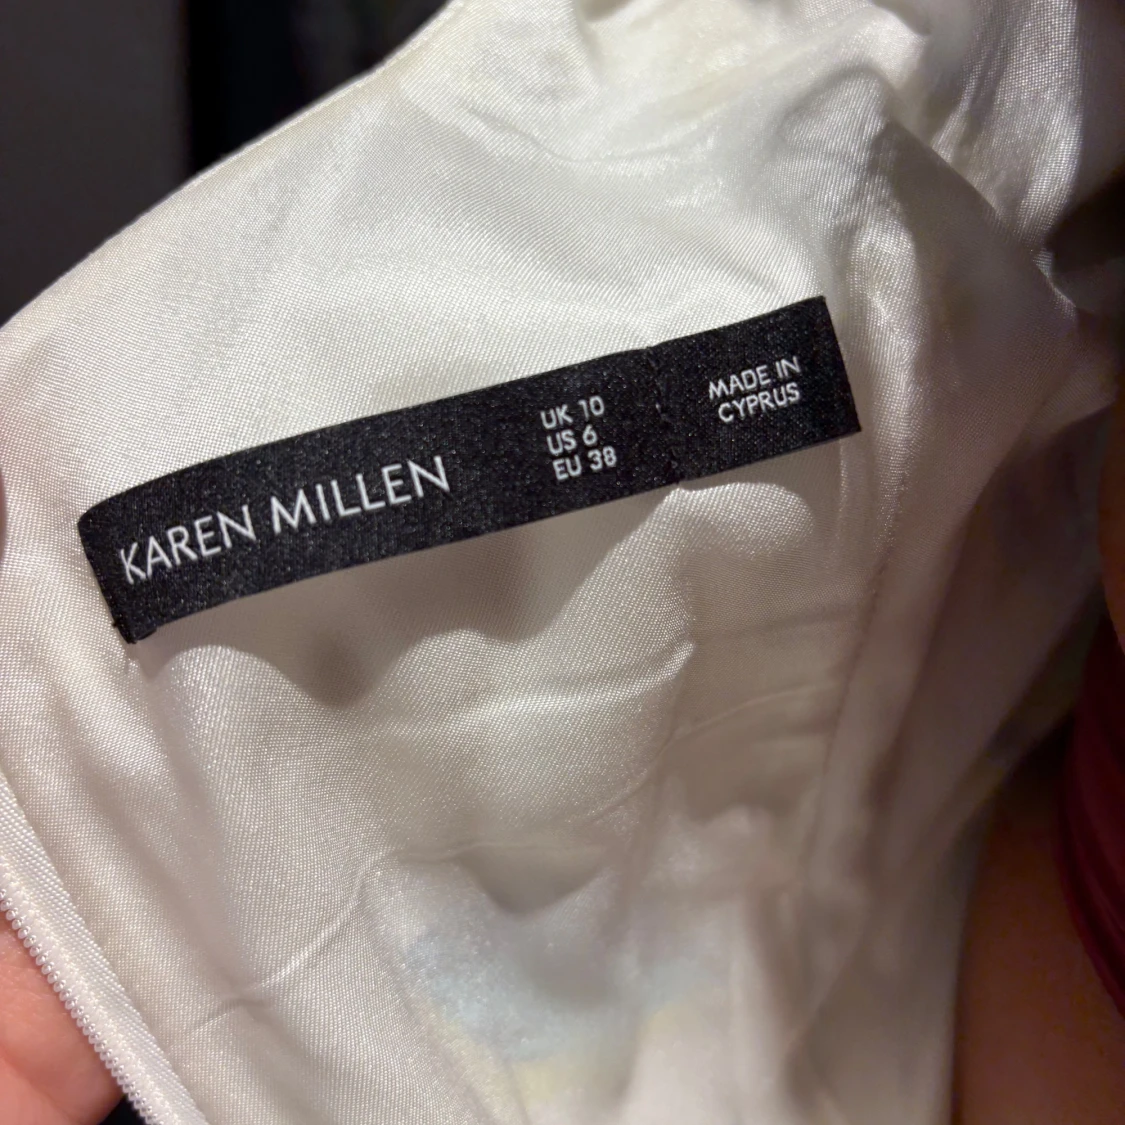 KAREN MILLEN
UK 10
US 6
EU 38
MADE IN
CYPRUS